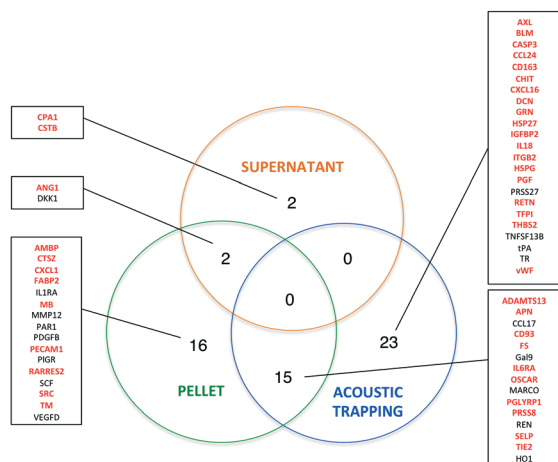 AXL
BLM
CASP3
CCL24
CD163
CHIT
CXCL16
DCN
GRN
HSP27
IGFBP2
IL18
ITGB2
HSPG
PGF
PRSS27
RETN
TFPI
THBS2
TNFSF13B
tPA
TR
vWF
CPA1
CSTB
SUPERNATANT
2
ANG1
DKK1
2
0
0
AMBP
CTSZ
CXCL1
FABP2
IL1RA
MB
MMP12
PAR1
PDGFB
PECAM1
PIGR
RARRES2
SCF
SRC
TM
VEGFD
16
PELLET
15
23
ACOUSTIC
TRAPPING
ADAMTS13
APN
CCL17
CD93
FS
Gal9
IL6RA
OSCAR
MARCO
PGLYRP1
PRSS8
REN
SELP
TIE2
HO1